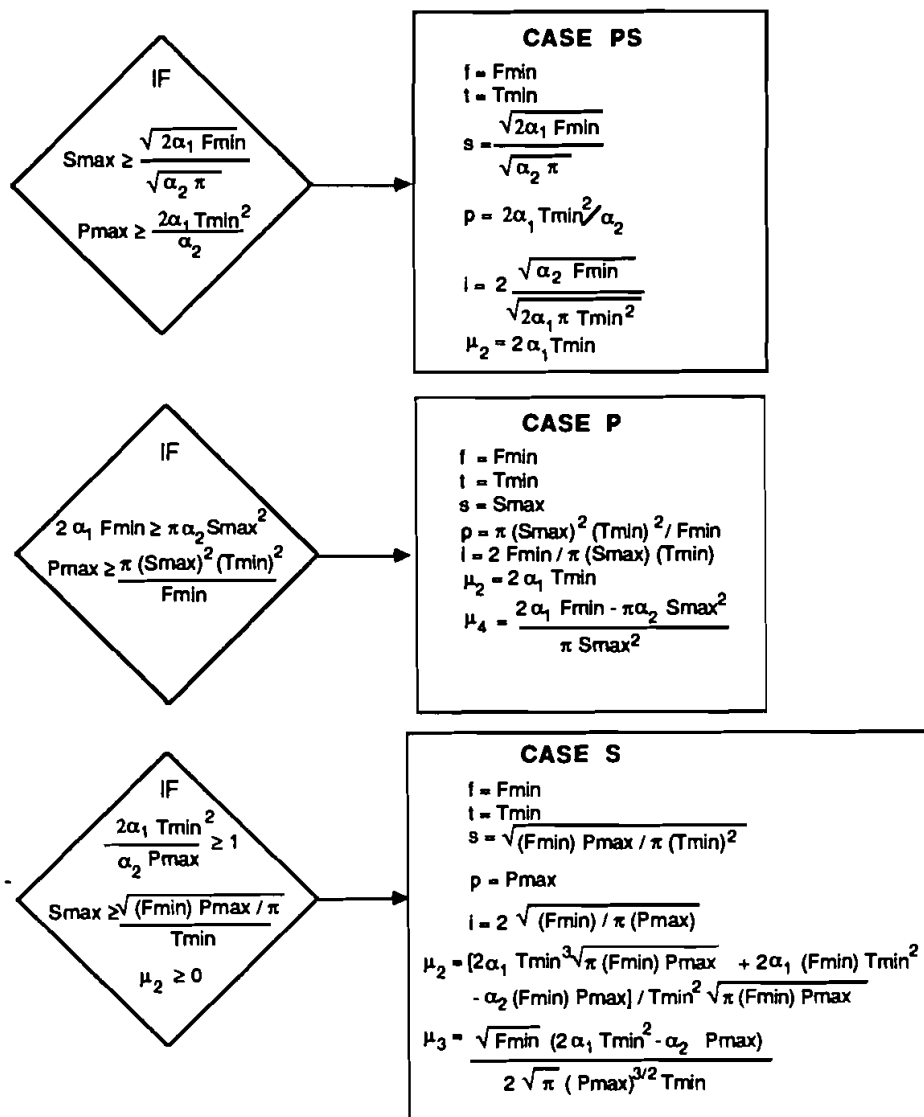 IF
Smax ≥ √(2α₁ Fmin) / √(α₂ π)
Pmax ≥ 2α₁ Tmin² / α₂
CASE PS
f = Fmin
t = Tmin
s = √(2α₁ Fmin) / √(α₂ π)
p = 2α₁ Tmin²/α₂
i = 2 √(α₂ Fmin) / √(2α₁ π Tmin²)
μ₂ = 2α₁ Tmin
IF
2 α₁ Fmin ≥ π α₂ Smax²
Pmax ≥ π (Smax)² (Tmin)² / Fmin
CASE P
f = Fmin
t = Tmin
s = Smax
p = π (Smax)² (Tmin)² / Fmin
i = 2 Fmin / π (Smax) (Tmin)
μ₂ = 2 α₁ Tmin
μ₄ = (2 α₁ Fmin - πα₂ Smax²) / (π Smax²)
IF
2α₁ Tmin² / α₂ Pmax ≥ 1
Smax ≥ √((Fmin) Pmax / π) / Tmin
μ₂ ≥ 0
CASE S
f = Fmin
t = Tmin
s = √((Fmin) Pmax / π (Tmin)²)
p = Pmax
i = 2 √((Fmin) / π (Pmax))
μ₂ = [2α₁ Tmin³ √(π (Fmin) Pmax) + 2α₁ (Fmin) Tmin²
- α₂ (Fmin) Pmax] / Tmin² √(π (Fmin) Pmax)
μ₃ = √Fmin (2α₁ Tmin² - α₂ Pmax) / 2 √π (Pmax)^3/2 Tmin